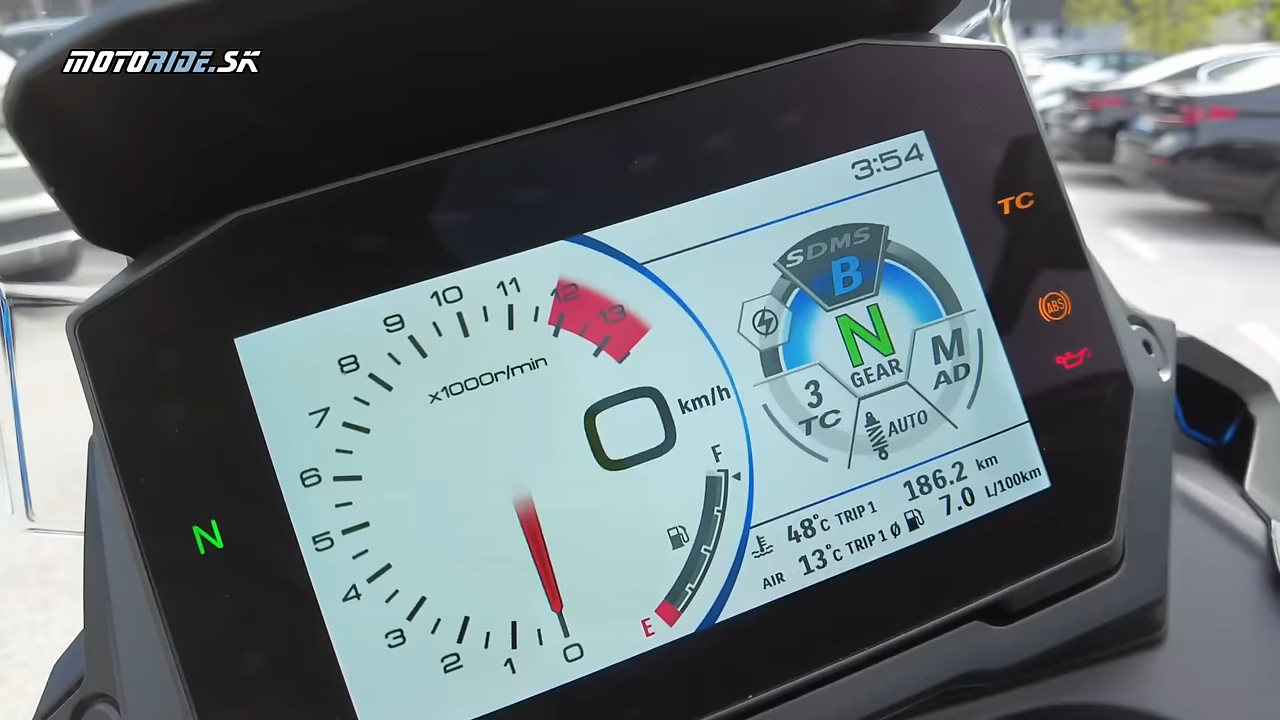 MOTORIDE.SK
3:54
TC
SDMS
B
N
GEAR
M
AD
3
TC
AUTO
ABS
10
11
12
13
9
8
7
6
5
4
3
2
1
0
x1000r/min
0 km/h
F
E
N
48°C TRIP 1 186.2 km
AIR 13°C TRIP 1 Ø 7.0 L/100km